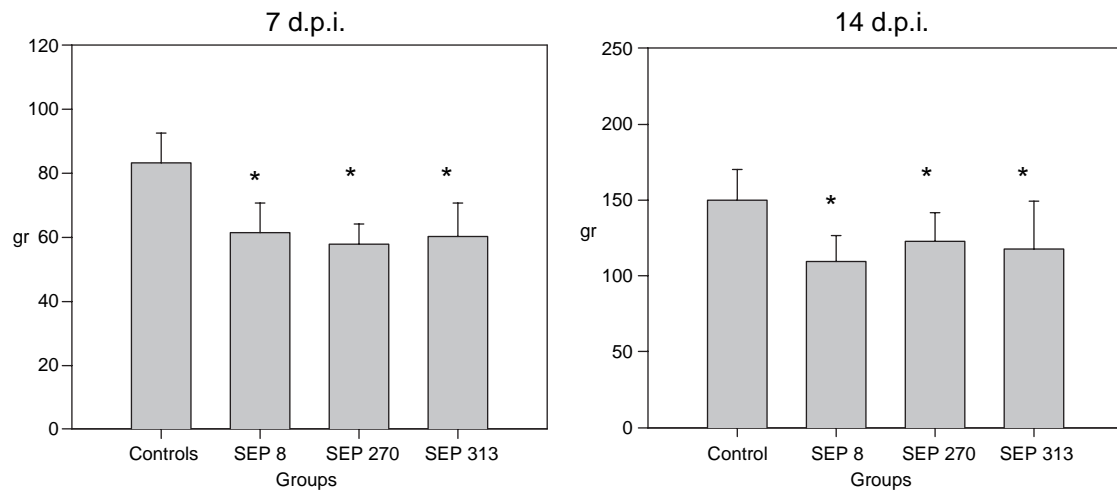 7 d.p.i.
120
100
80
60
40
20
0
gr
*
*
*
Controls SEP 8 SEP 270 SEP 313
Groups
14 d.p.i.
250
200
150
100
50
0
gr
*
*
*
Control SEP 8 SEP 270 SEP 313
Groups